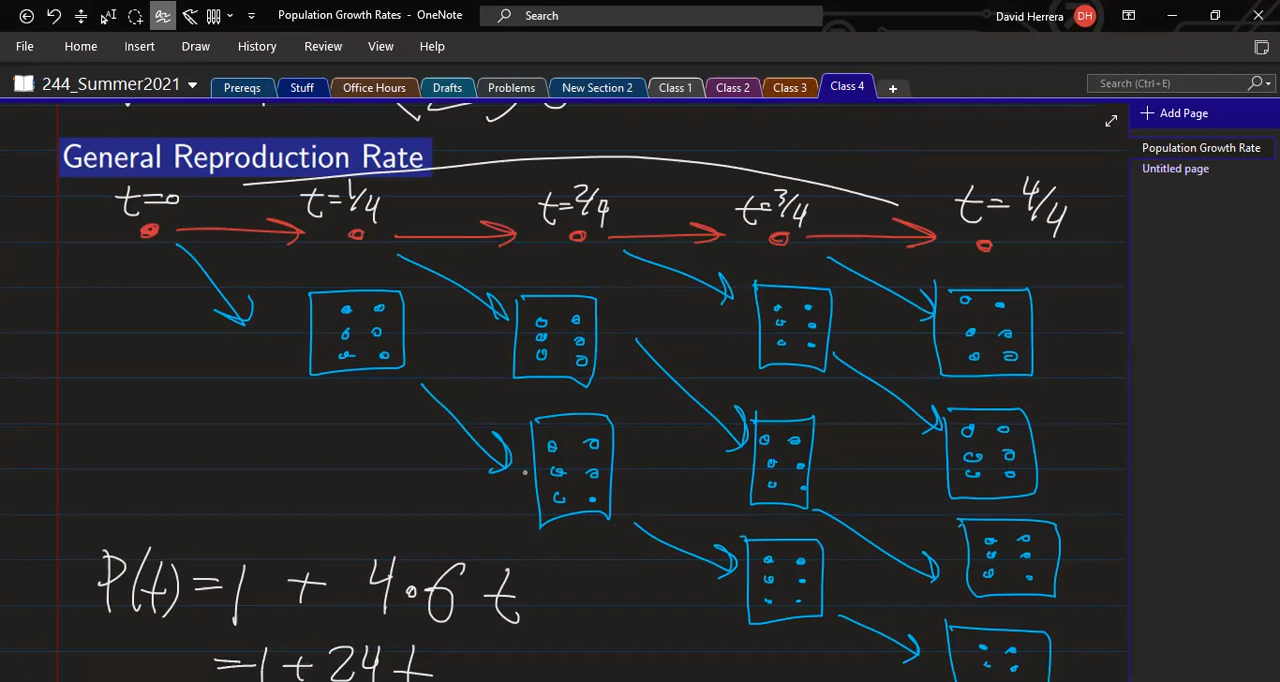 Population Growth Rates - OneNote
Search
David Herrera
DH
File Home Insert Draw History Review View Help
244_Summer2021
Prereqs Stuff Office Hours Drafts Problems New Section 2 Class 1 Class 2 Class 3 Class 4
Search (Ctrl+E)
Add Page
Population Growth Rate
Untitled page
General Reproduction Rate
t=0 t=1/4 t=2/4 t=3/4 t=4/4
P(t)=1 + 4·6 t
=1+24t